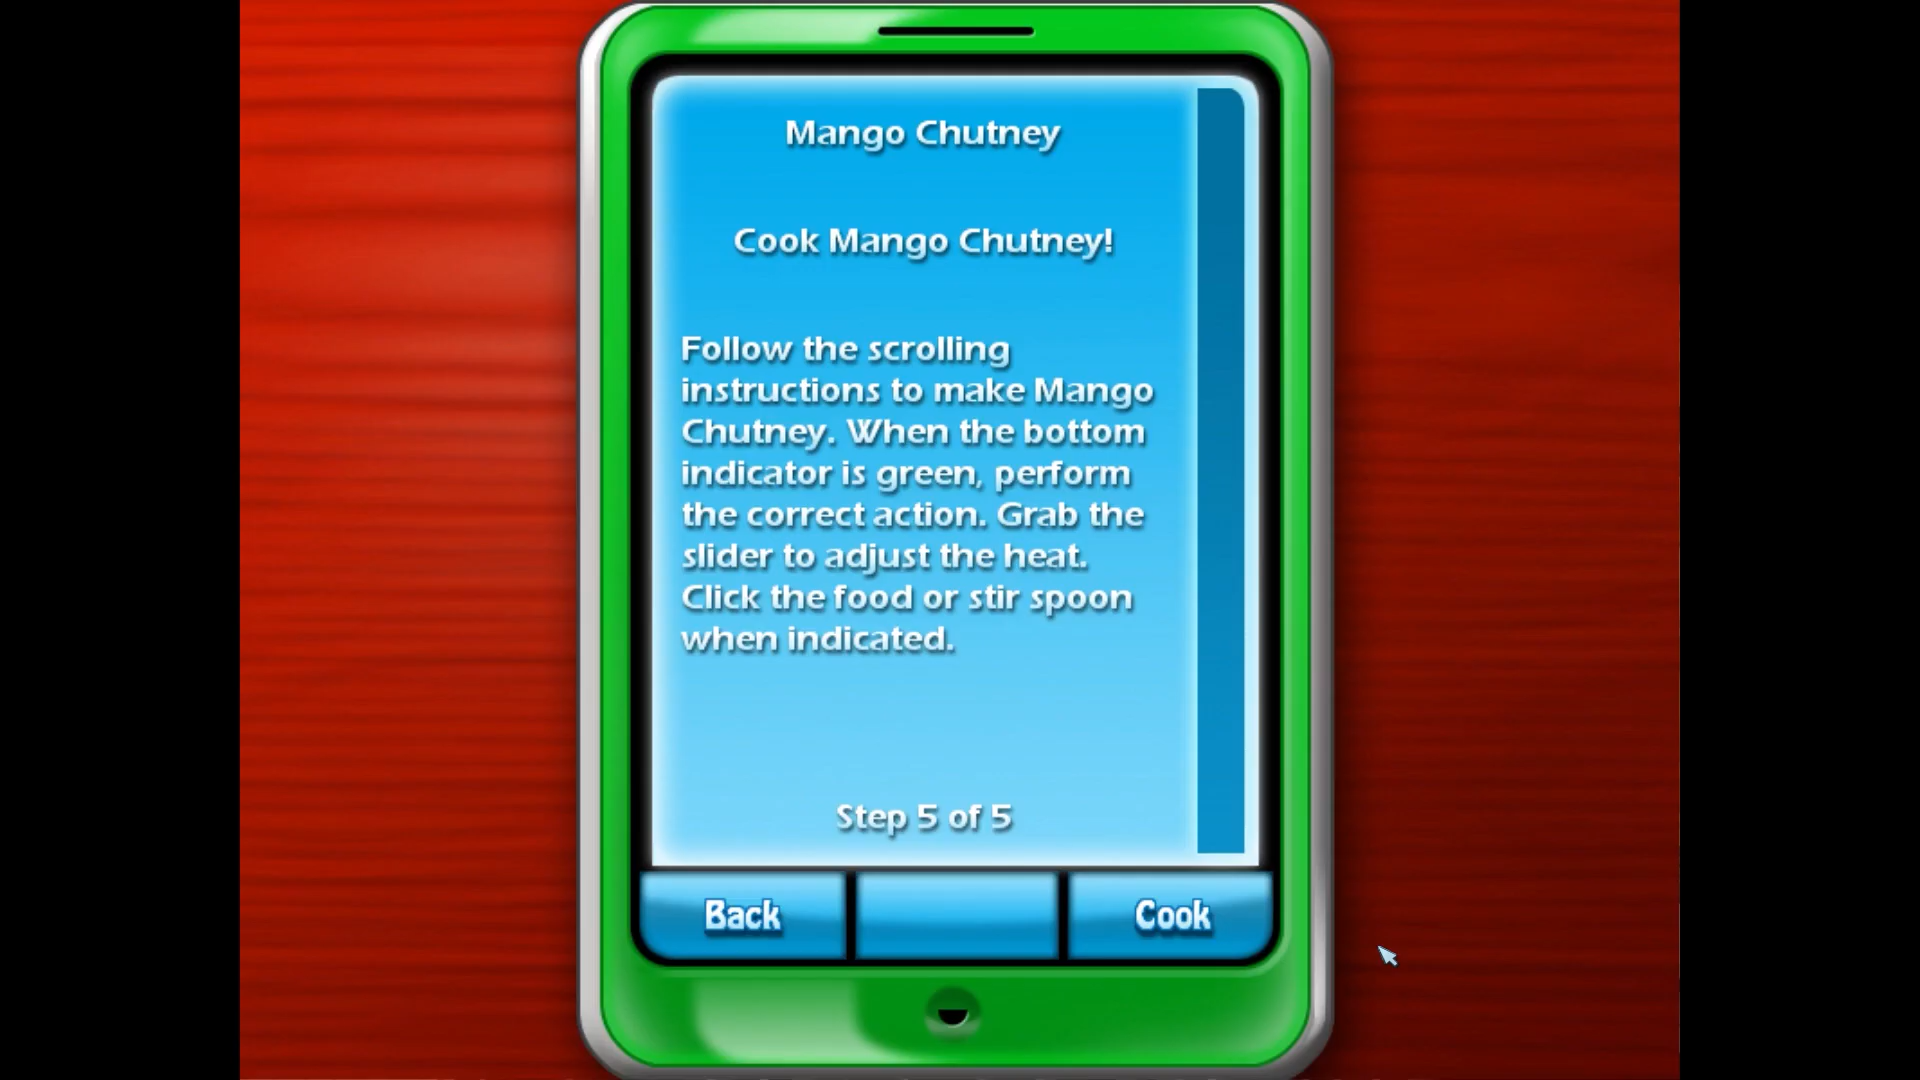 Mango Chutney
Cook Mango Chutney!
Follow the scrolling
instructions to make Mango
Chutney. When the bottom
indicator is green, perform
the correct action. Grab the
slider to adjust the heat.
Click the food or stir spoon
when indicated.
Step 5 of 5
Back
Cook